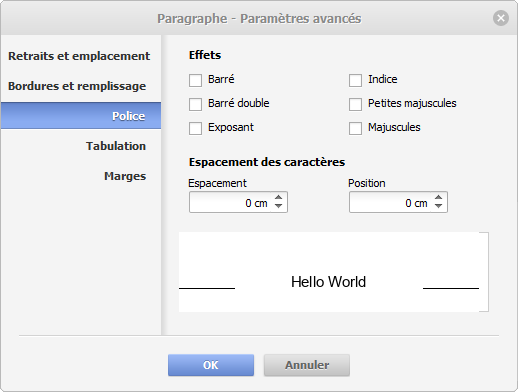 Paragraphe - Paramètres avancés
Retraits et emplacement
Bordures et remplissage
Police
Tabulation
Marges
Effets
Barré
Indice
Barré double
Petites majuscules
Exposant
Majuscules
Espacement des caractères
Espacement
Position
0 cm
0 cm
Hello World
OK
Annuler